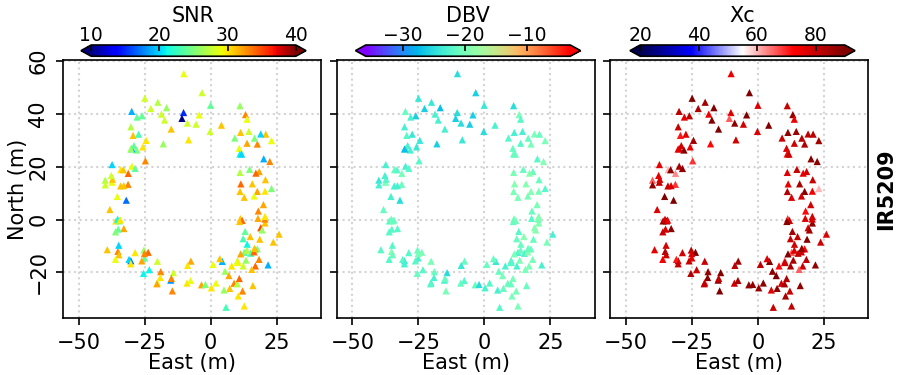 SNR DBV Xc
10 20 30 40 −30 −20 −10 20 40 60 80
60
40
20
0
−20
North (m)
IR5209
−50 −25 0 25 −50 −25 0 25 −50 −25 0 25
East (m) East (m) East (m)